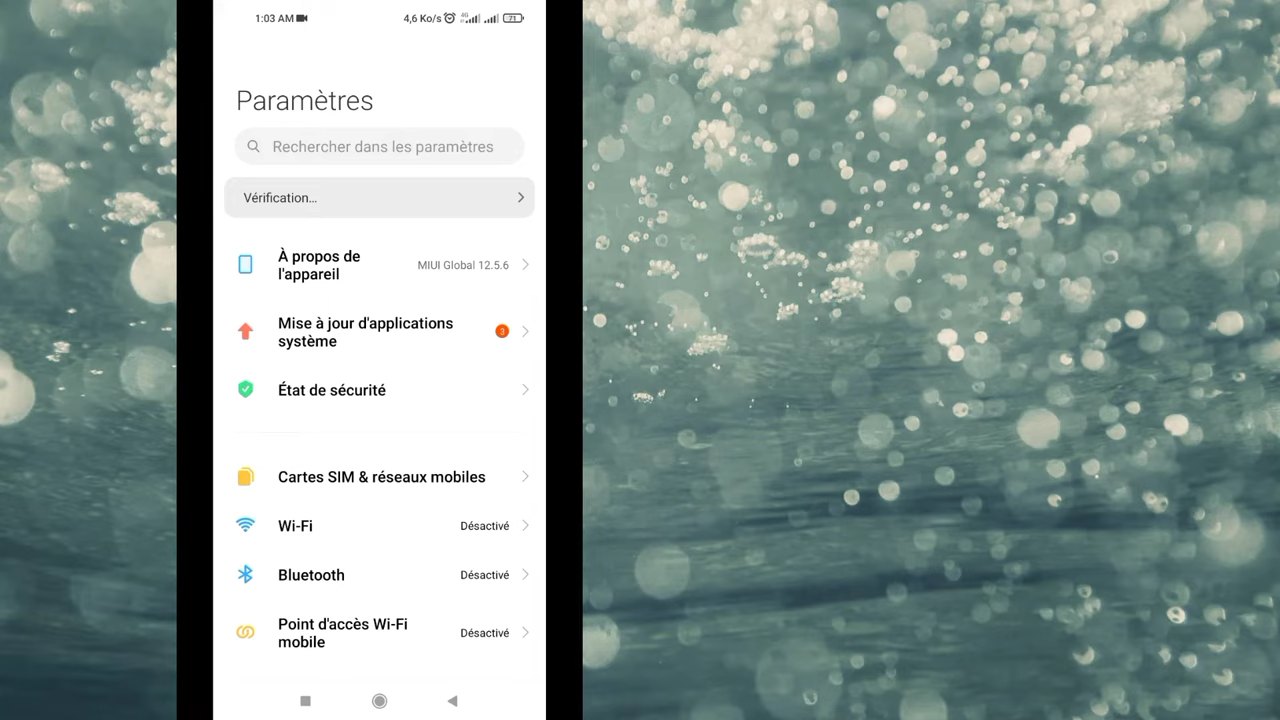 1:03 AM 4,6 Ko/s 4G 71
Paramètres
Rechercher dans les paramètres
Vérification...
À propos de
l'appareil
MIUI Global 12.5.6
Mise à jour d'applications
système
3
État de sécurité
Cartes SIM & réseaux mobiles
Wi-Fi Désactivé
Bluetooth Désactivé
Point d'accès Wi-Fi
mobile
Désactivé